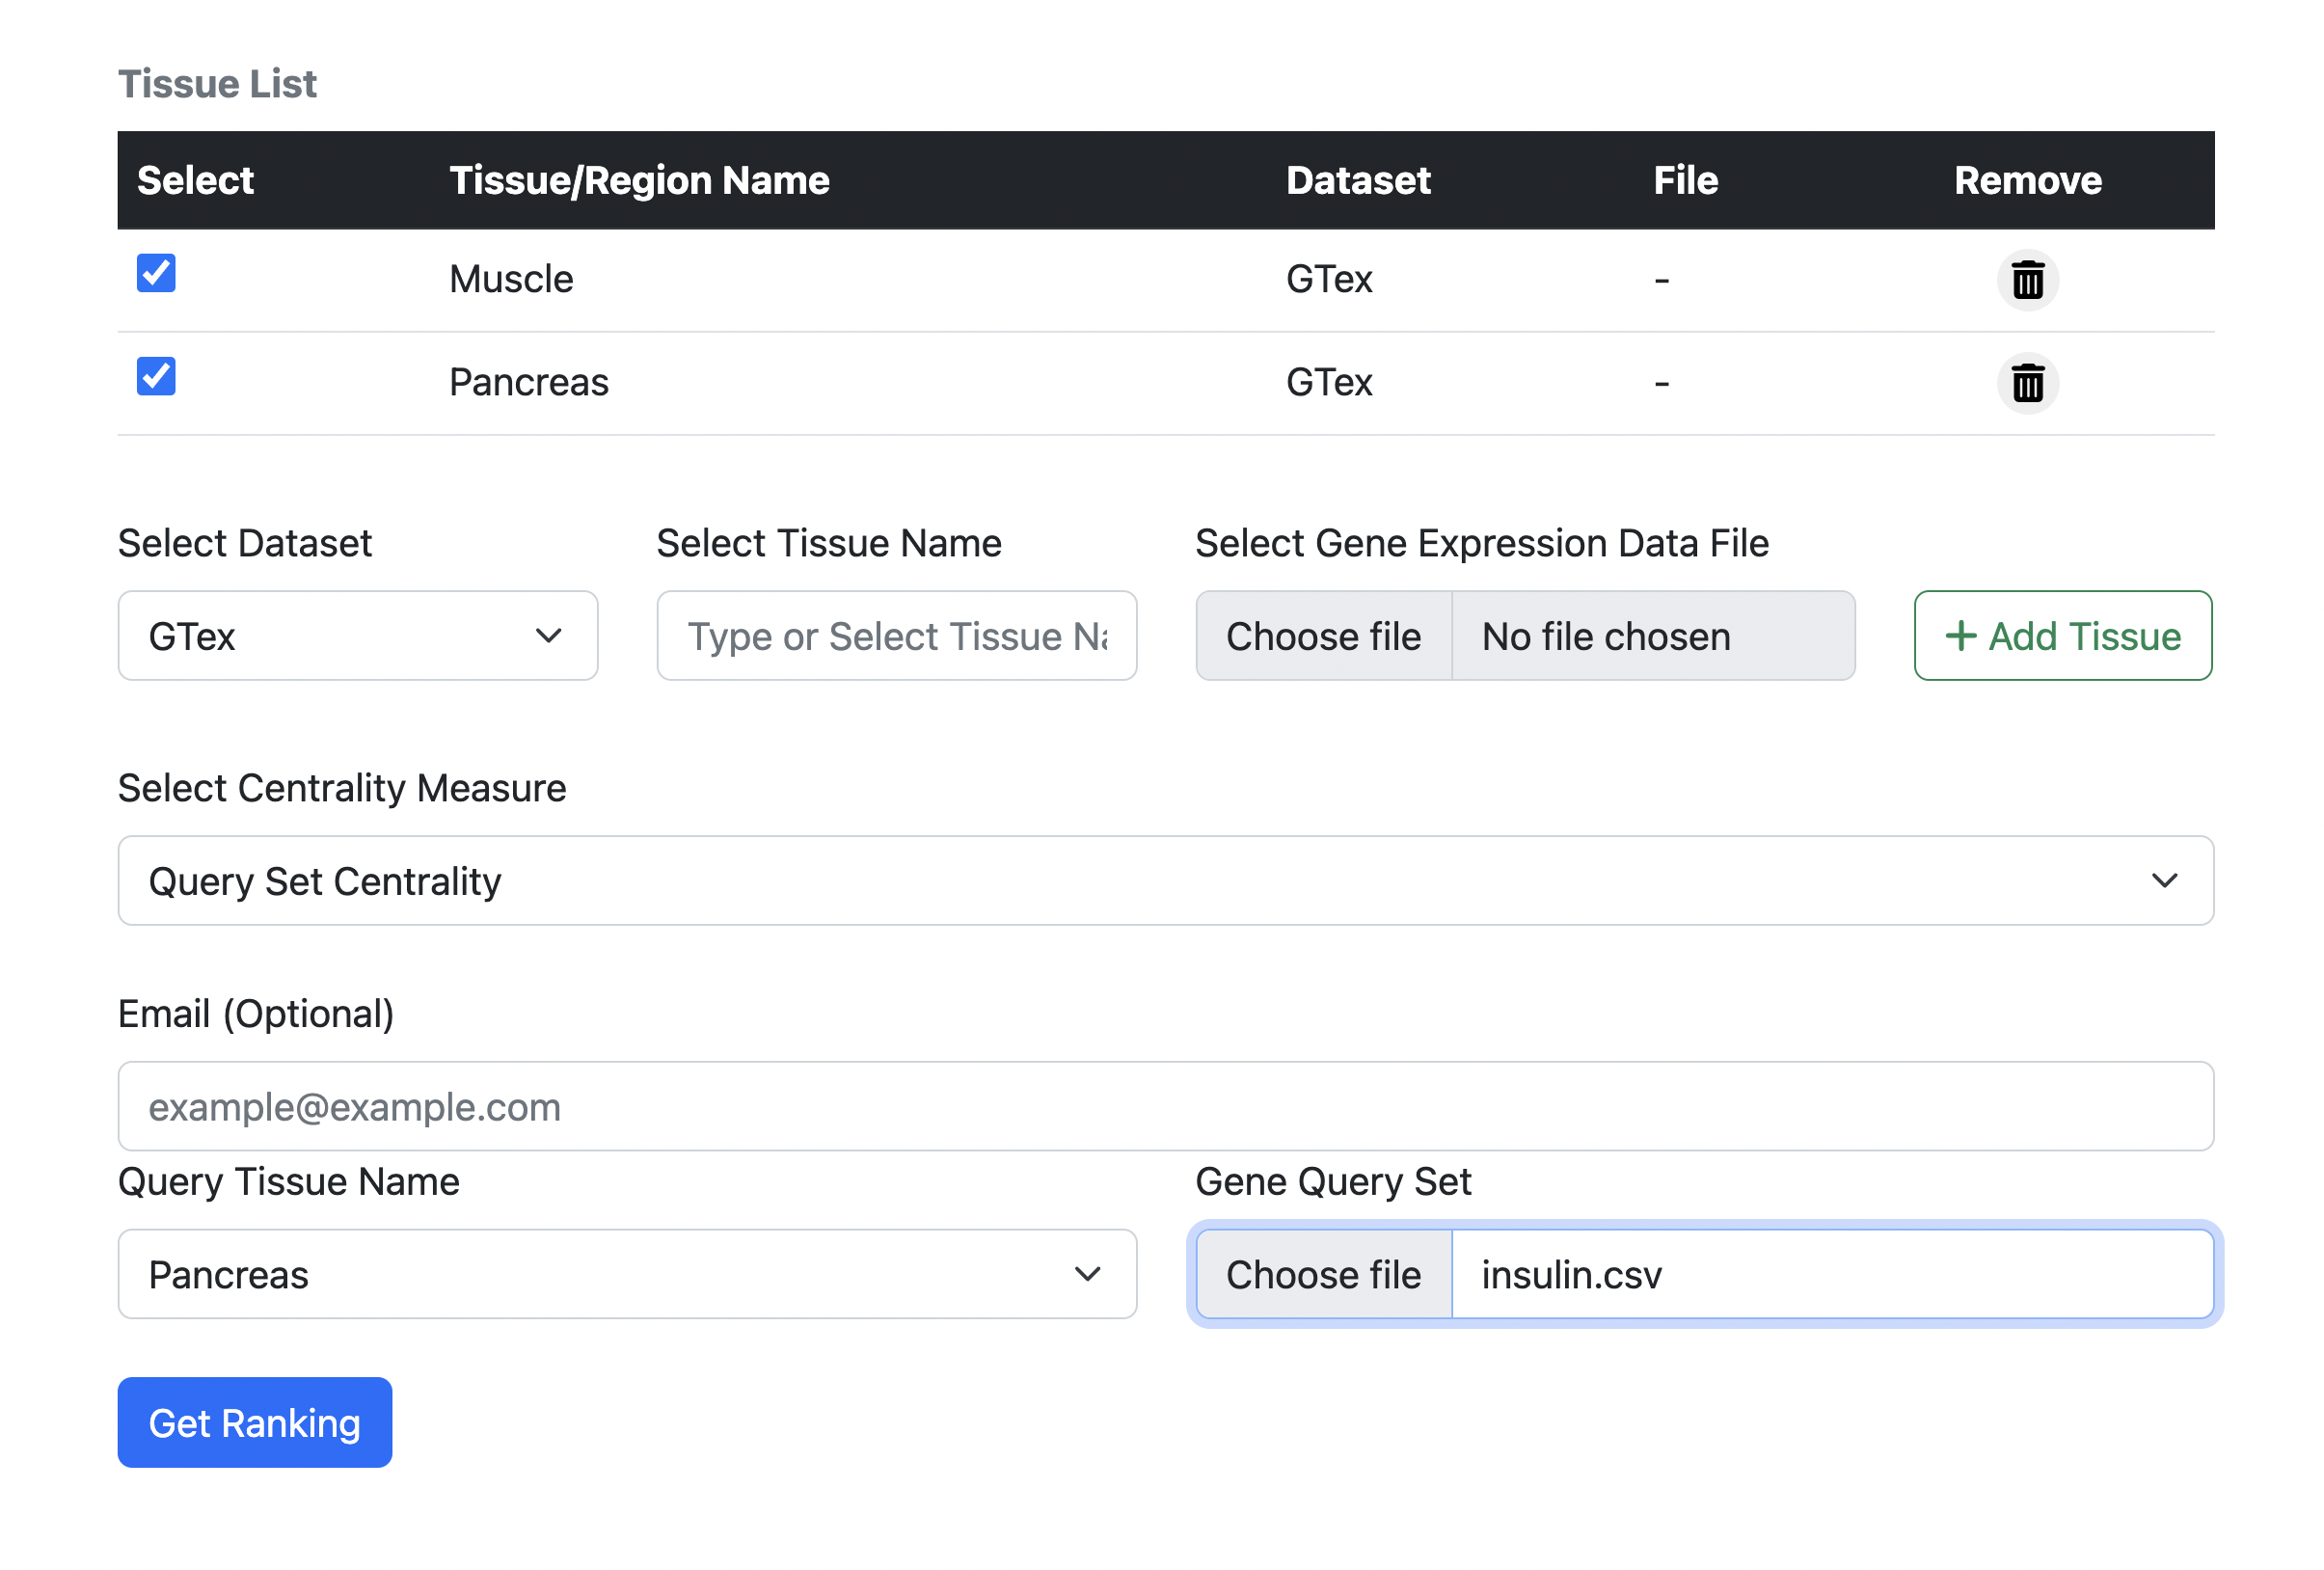 Tissue List
Select Tissue/Region Name Dataset File Remove
Muscle GTex -
Pancreas GTex -
Select Dataset Select Tissue Name Select Gene Expression Data File
GTex Type or Select Tissue Na Choose file No file chosen + Add Tissue
Select Centrality Measure
Query Set Centrality
Email (Optional)
example@example.com
Query Tissue Name Gene Query Set
Pancreas Choose file insulin.csv
Get Ranking